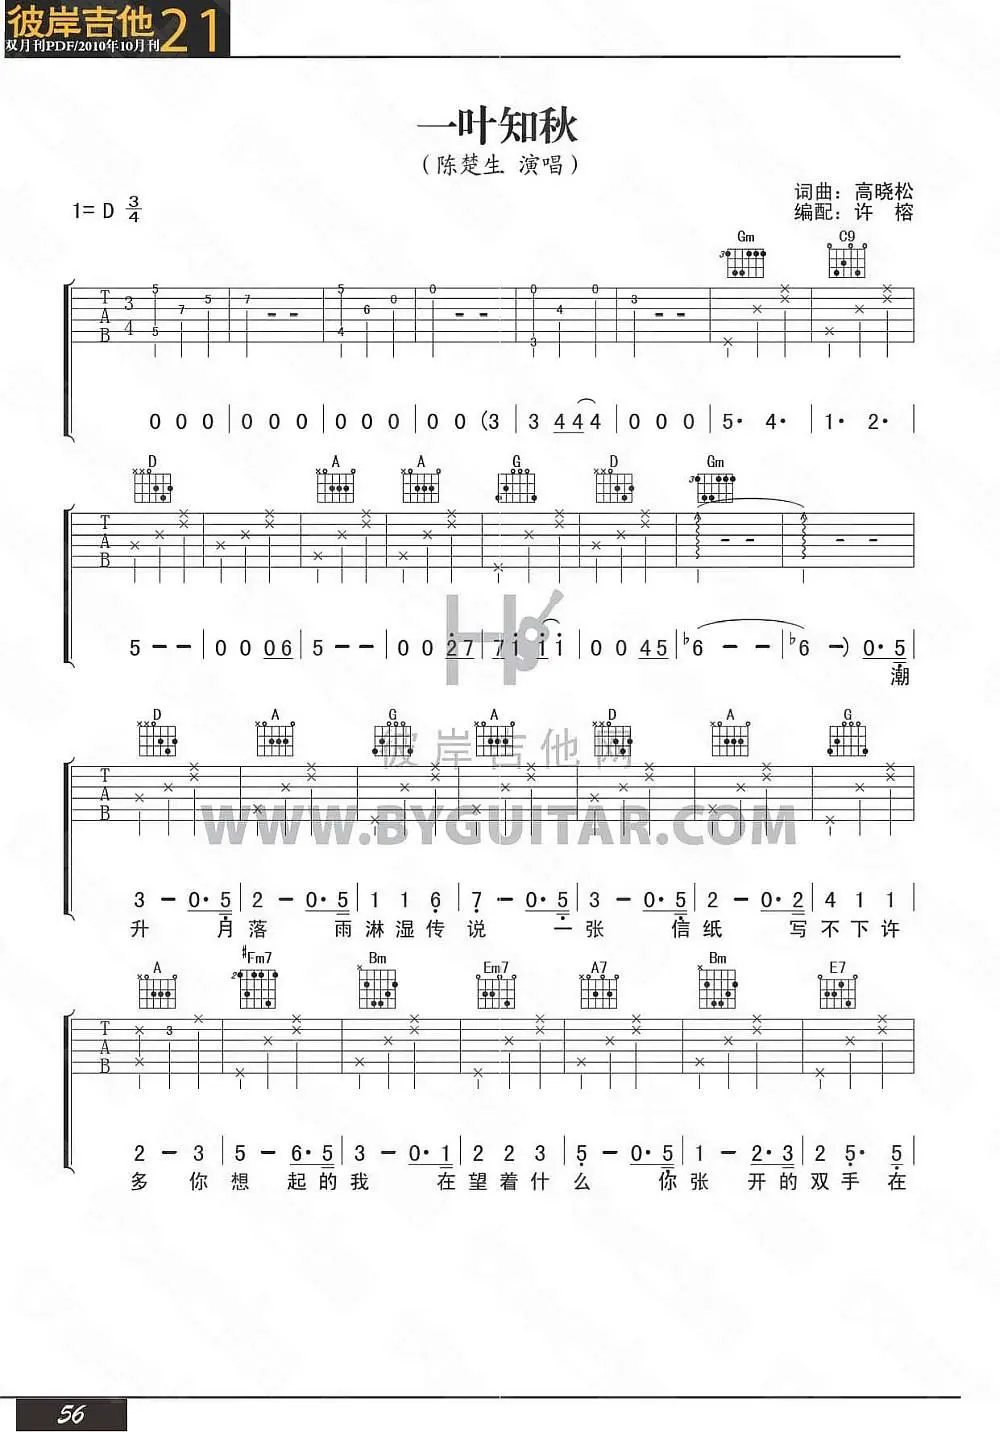 彼岸吉他 21
双月刊PDF/2010年10月刊
一叶知秋
(陈楚生 演唱)
词曲: 高晓松
1= D 3/4
编配: 许 榕
Gm C9
T A B 3 4 5 5 7 5 7 5 4 6 0 0 0 3 4 0 3
0 0 0 | 0 0 0 | 0 0 0 | 0 0 (3 | 3 4 4 4 | 0 0 0 | 5· 4· | 1· 2· |
D A A G D Gm
T A B
5 – – | 0 0 0 6 | 5 – – | 0 0 2 7 | 7 1 1 1 | 0 0 4 5 | ♭6 – – | ♭6 – ) 0· 5 |
潮
H
D A G A D A G
彼岸吉他网
T A B
WWW.BYGUITAR.COM
3 – 0· 5 | 2 – 0· 5 | 1 1 6 | 7· 0· 5 | 3 – 0· 5 | 2 – 0· 2 | 4 1 1 |
升 月 落 雨 淋 湿 传 说 一 张 信 纸 写 不 下 许
A #Fm7 Bm Em7 A7 Bm E7
T A B 3
2 – 3 | 5 – 6· 5 | 3 – 0· 1 | 2 2 3 | 5 – 0· 5 | 1 – 2· 3 | 2 5· 5 |
多 你 想 起 的 我 在 望 着 什 么 你 张 开 的 双 手 在
56